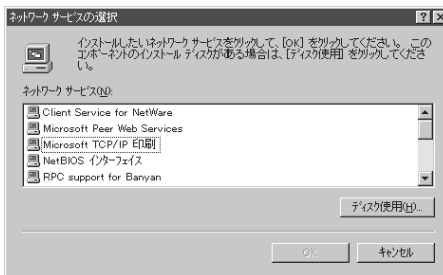 ネットワーク サービスの選択
インストールしたいネットワーク サービスをクリックして、[OK] をクリックしてください。 この
コンポーネントのインストール ディスクがある場合は、[ディスク使用] をクリックしてくださ
い。
ネットワーク サービス(N):
Client Service for NetWare
Microsoft Peer Web Services
Microsoft TCP/IP 印刷
NetBIOS インターフェイス
RPC support for Banyan
ディスク使用(H)...
OK
キャンセル